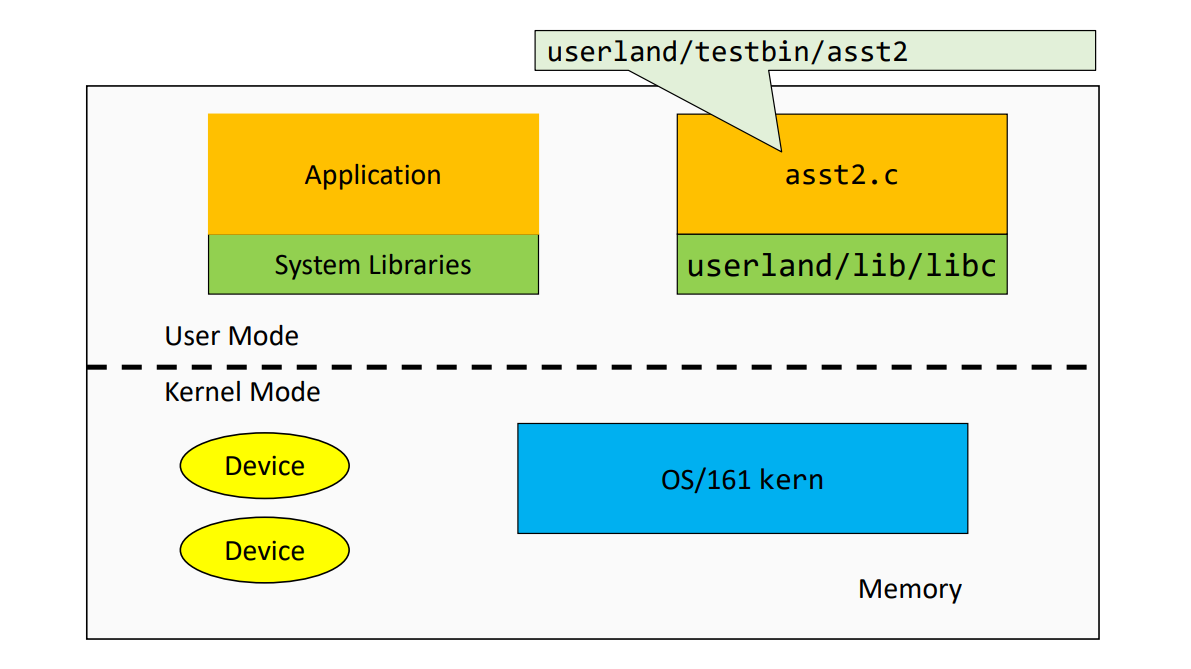 userland/testbin/asst2
Application
asst2.c
System Libraries
userland/lib/libc
User Mode
Kernel Mode
Device
OS/161 kern
Device
Memory